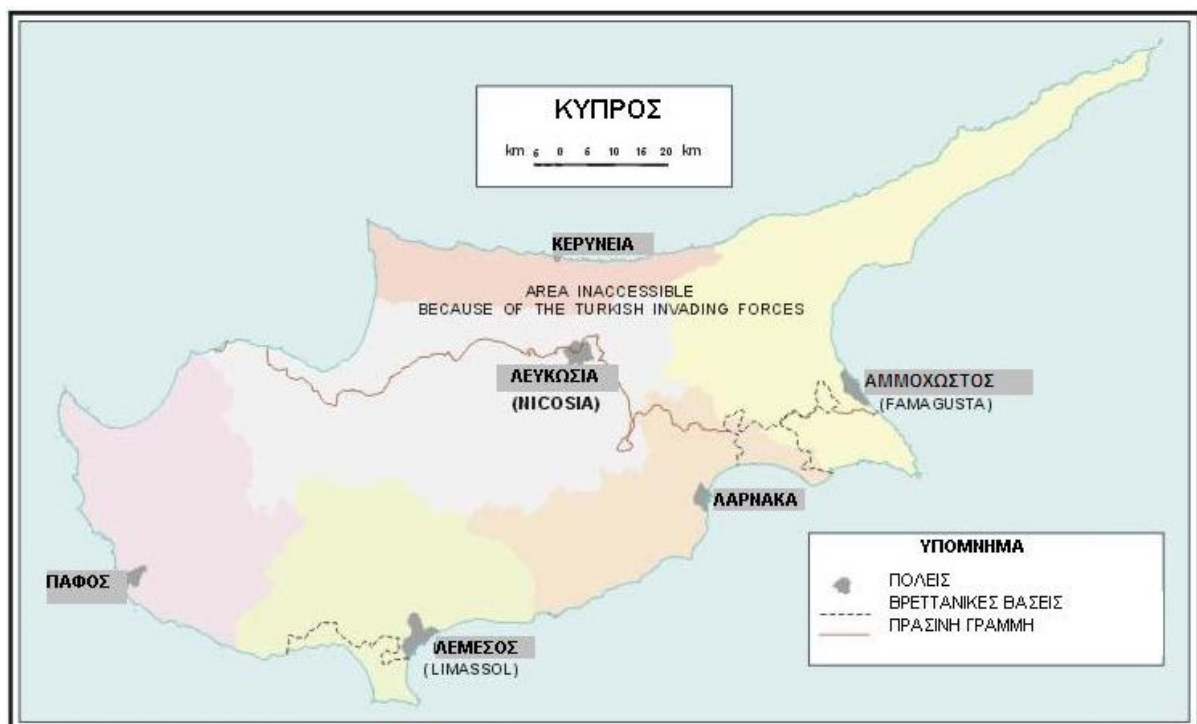 ΚΥΠΡΟΣ
km 5 0 5 10 15 20 km
ΚΕΡΥΝΕΙΑ
AREA INACCESSIBLE
BECAUSE OF THE TURKISH INVADING FORCES
ΛΕΥΚΩΣΙΑ
(NICOSIA)
ΑΜΜΟΧΩΣΤΟΣ
(FAMAGUSTA)
ΛΑΡΝΑΚΑ
ΠΑΦΟΣ
ΛΕΜΕΣΟΣ
(LIMASSOL)
ΥΠΟΜΝΗΜΑ
ΠΟΛΕΙΣ
ΒΡΕΤΤΑΝΙΚΕΣ ΒΑΣΕΙΣ
ΠΡΑΣΙΝΗ ΓΡΑΜΜΗ